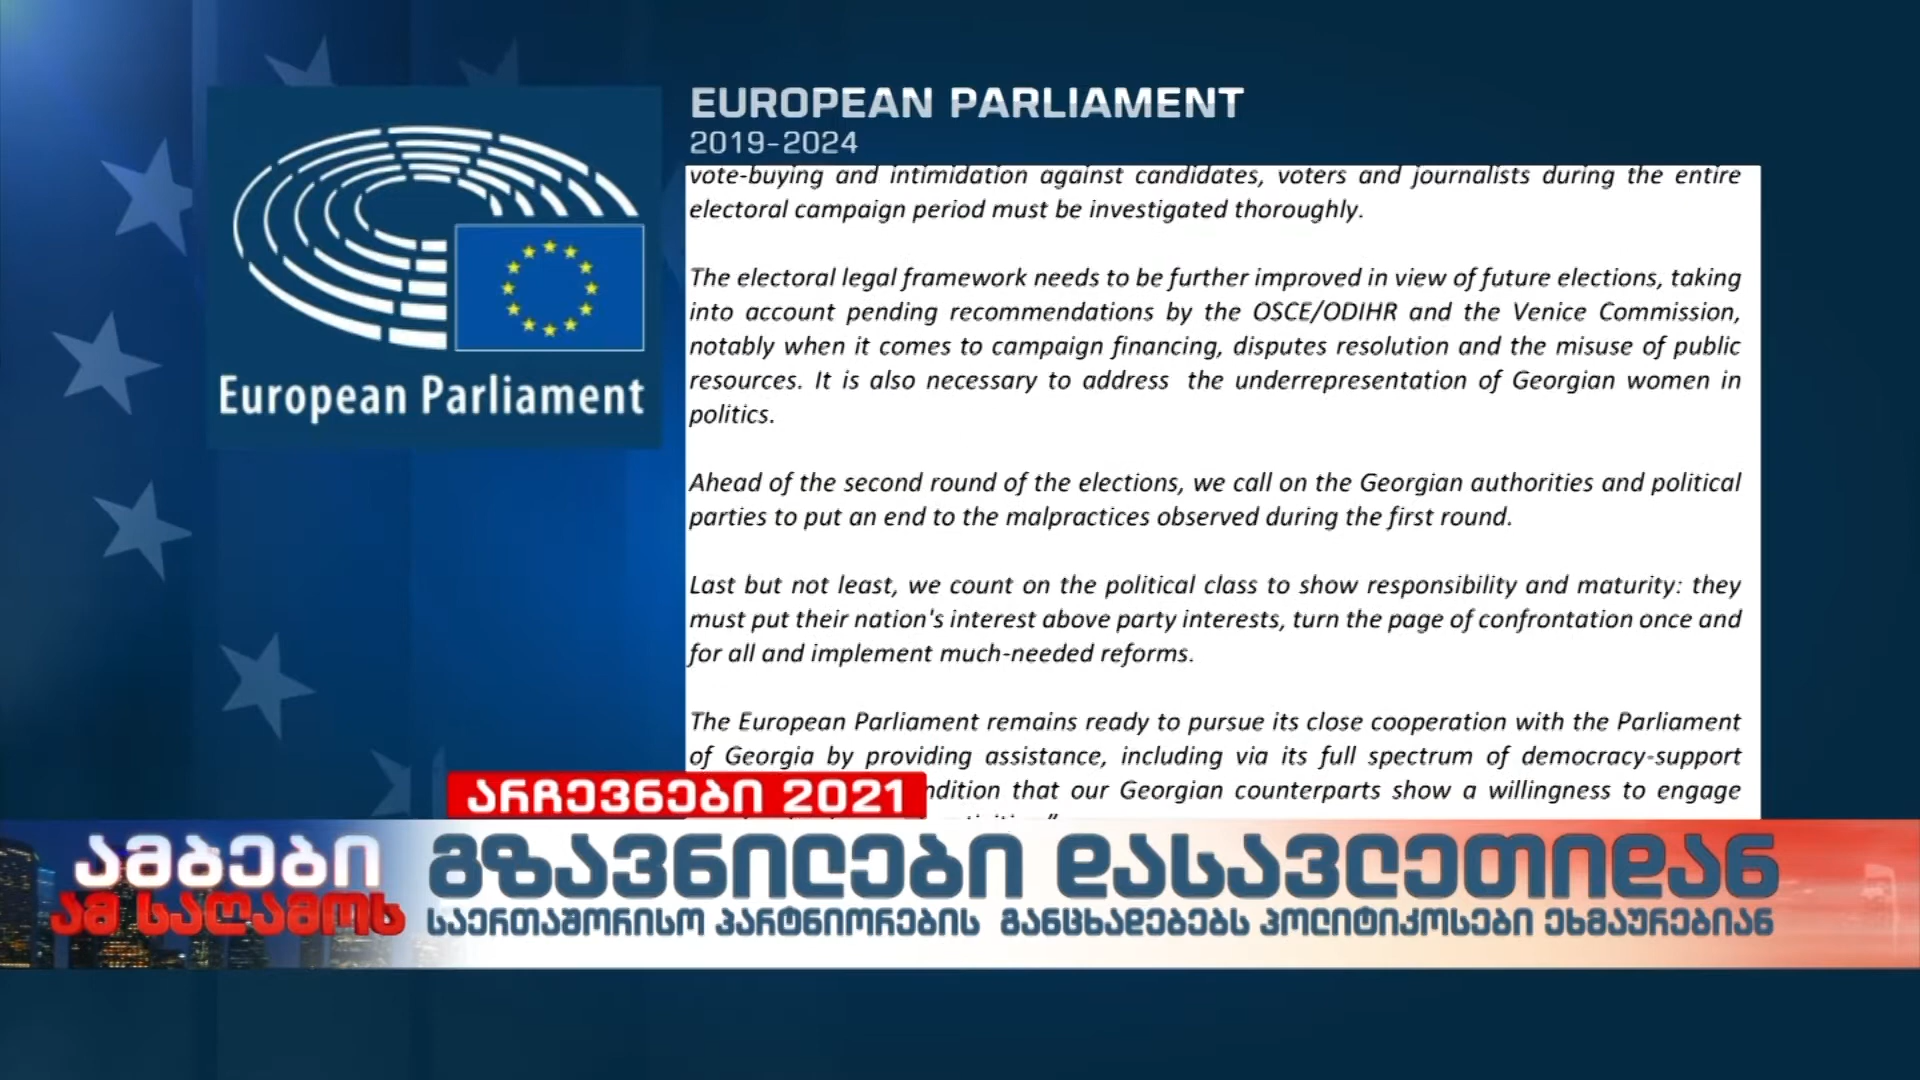 EUROPEAN PARLIAMENT
2019-2024
European Parliament
vote-buying and intimidation against candidates, voters and journalists during the entire
electoral campaign period must be investigated thoroughly.
The electoral legal framework needs to be further improved in view of future elections, taking
into account pending recommendations by the OSCE/ODIHR and the Venice Commission,
notably when it comes to campaign financing, disputes resolution and the misuse of public
resources. It is also necessary to address the underrepresentation of Georgian women in
politics.
Ahead of the second round of the elections, we call on the Georgian authorities and political
parties to put an end to the malpractices observed during the first round.
Last but not least, we count on the political class to show responsibility and maturity: they
must put their nation's interest above party interests, turn the page of confrontation once and
for all and implement much-needed reforms.
The European Parliament remains ready to pursue its close cooperation with the Parliament
of Georgia by providing assistance, including via its full spectrum of democracy-support
that our Georgian counterparts show a willingness to engage
არჩევნები 2021
ამბები
ამ საღამოს
გზავნილები დასავლეთიდან
საერთაშორისო პარტნიორების განცხადებებს პოლიტიკოსები ეხმაურებიან